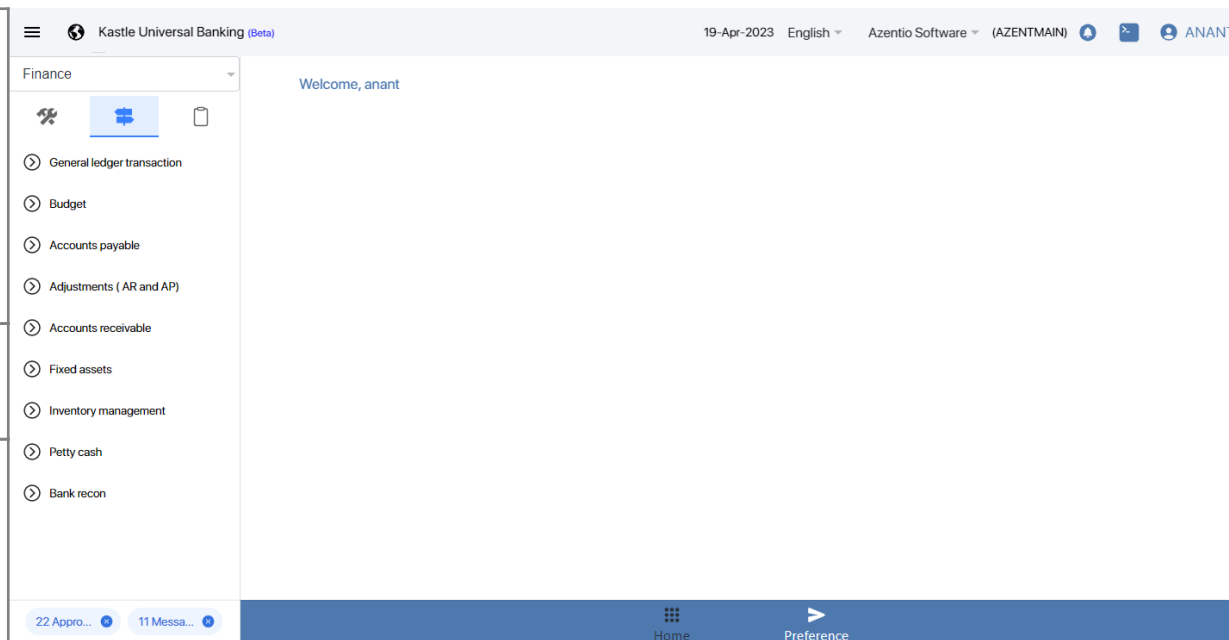 Kastle Universal Banking (Beta)
19-Apr-2023 English Azentio Software (AZENTMAIN) ANANT
Finance
Welcome, anant
General ledger transaction
Budget
Accounts payable
Adjustments ( AR and AP)
Accounts receivable
Fixed assets
Inventory management
Petty cash
Bank recon
22 Appro... 11 Messa...
Home Preference